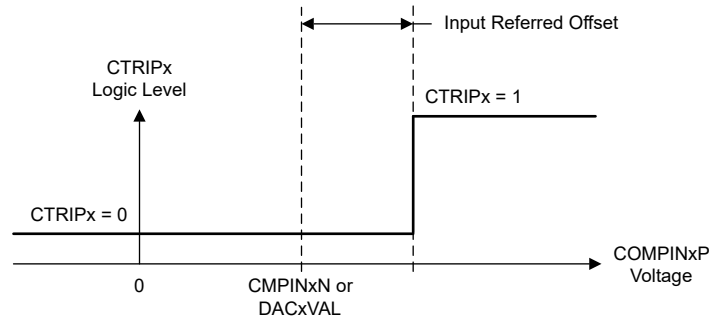 Input Referred Offset
CTRIPx
Logic Level
CTRIPx = 1
CTRIPx = 0
COMPINxP
Voltage
0
CMPINxN or
DACxVAL